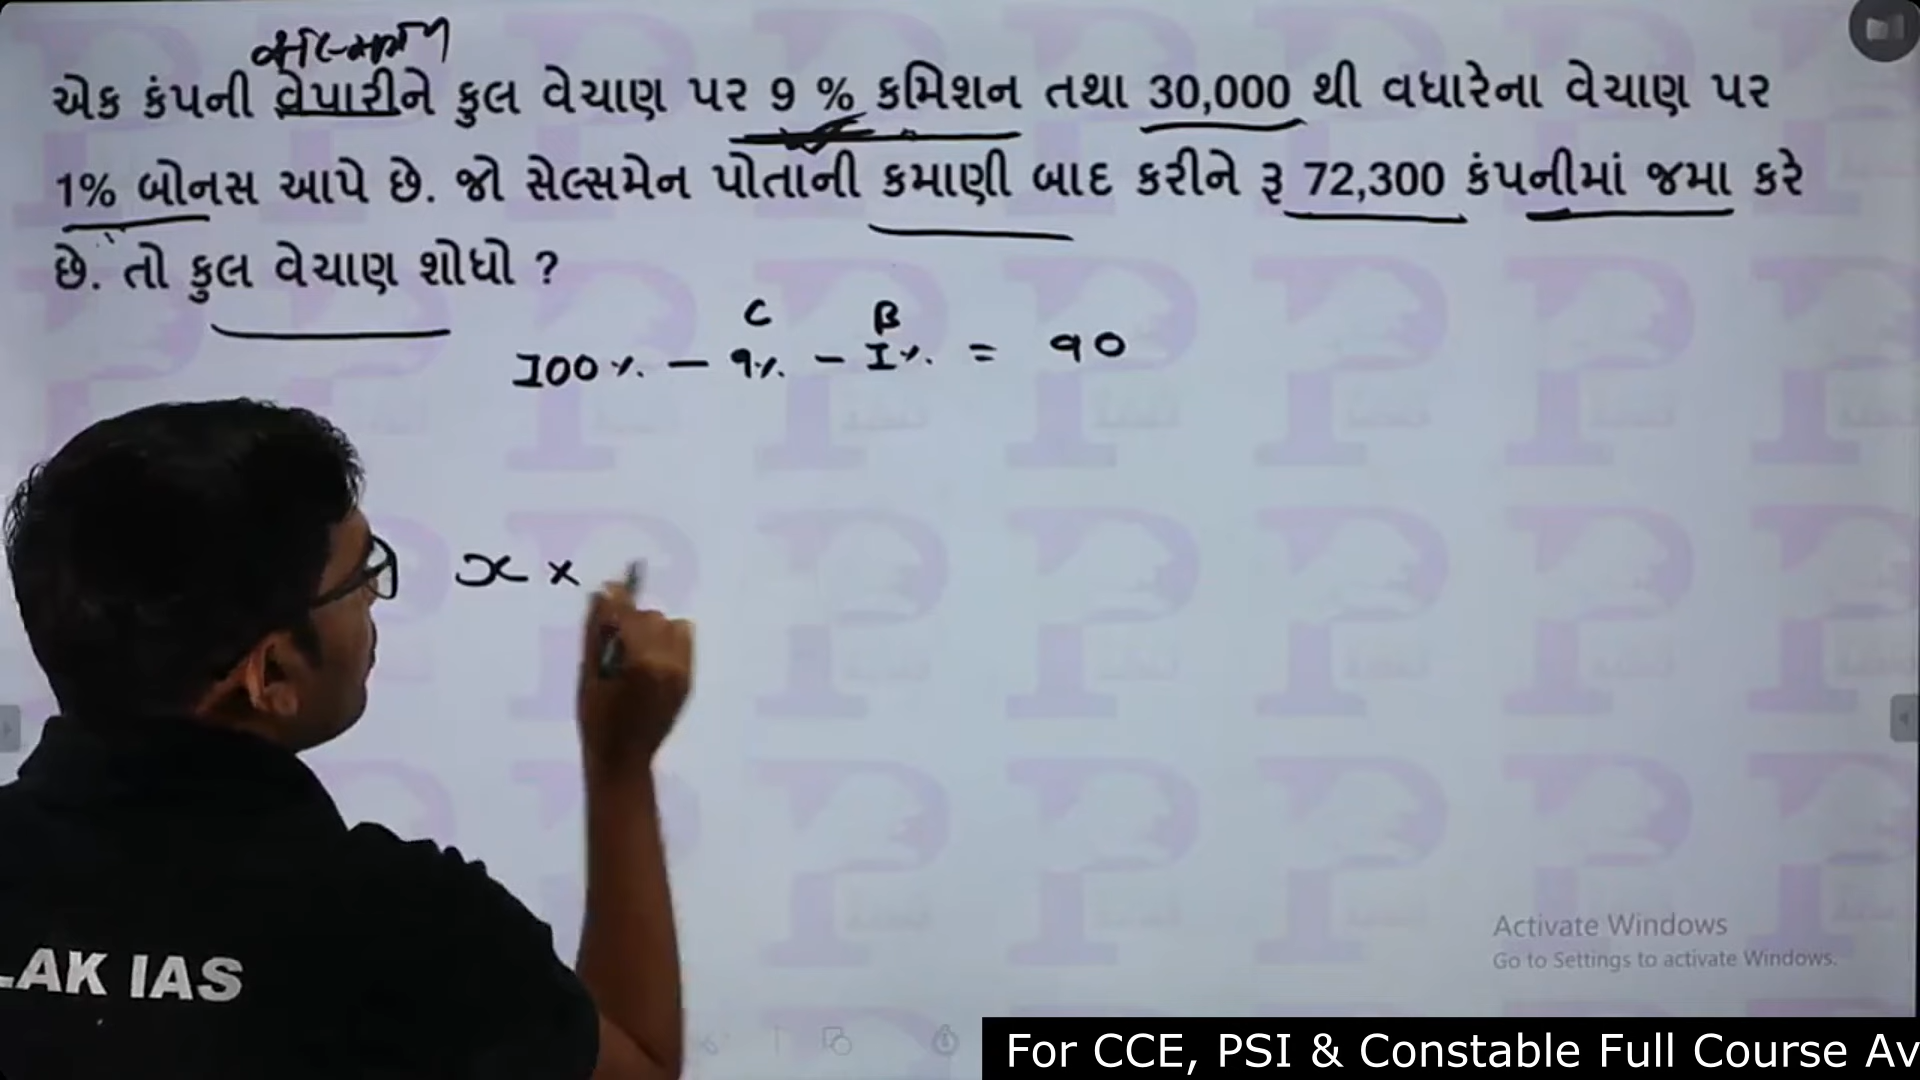 સેલ્સમેન
એક કંપની વેપારીને કુલ વેચાણ પર 9 % કમિશન તથા 30,000 થી વધારેના વેચાણ પર
1% બોનસ આપે છે. જો સેલ્સમેન પોતાની કમાણી બાદ કરીને રૂ 72,300 કંપનીમાં જમા કરે
છે. તો કુલ વેચાણ શોધો ?
C B
100% - 9% - 1% = 90
x ×
LAK IAS
Activate Windows
Go to Settings to activate Windows.
For CCE, PSI & Constable Full Course Av